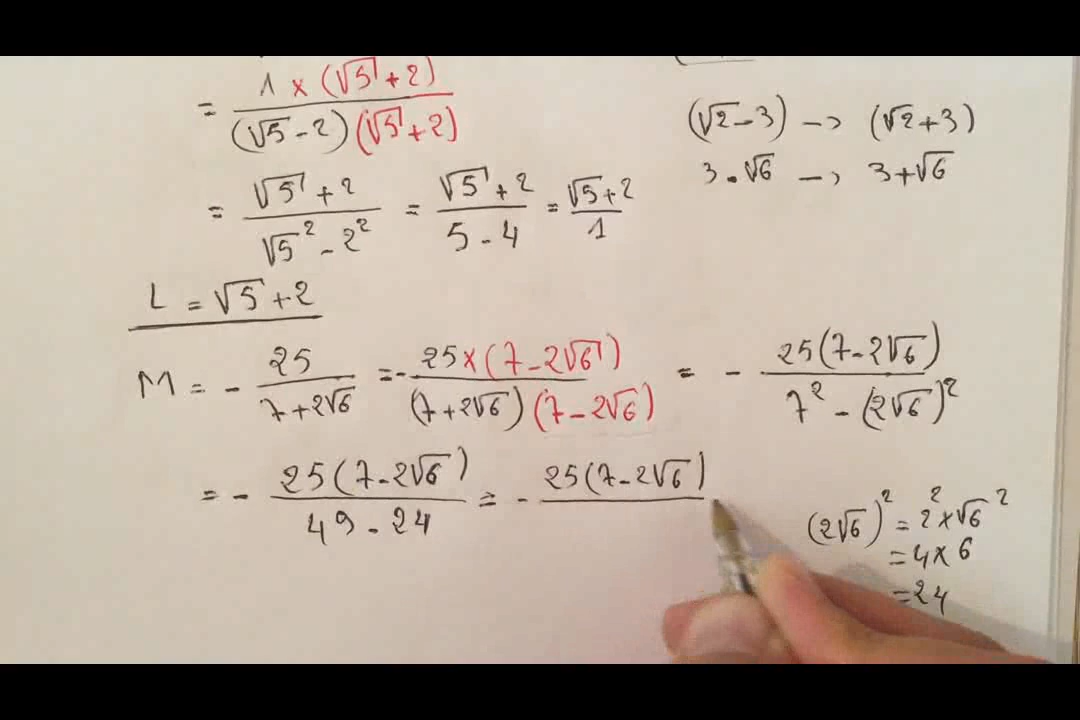 = 1 × (√5 + 2) / (√5 - 2) (√5 + 2)
= √5 + 2 / √5² - 2² = √5 + 2 / 5 - 4 = √5 + 2 / 1
L = √5 + 2
M = - 25 / 7 + 2√6 = - 25 × (7 - 2√6) / (7 + 2√6) (7 - 2√6) = - 25 (7 - 2√6) / 7² - (2√6)²
= - 25 (7 - 2√6) / 49 - 24 = - 25 (7 - 2√6)
(√2 - 3) -> (√2 + 3)
3 - √6 -> 3 + √6
(2√6)² = 2² × √6²
= 4 × 6
= 24